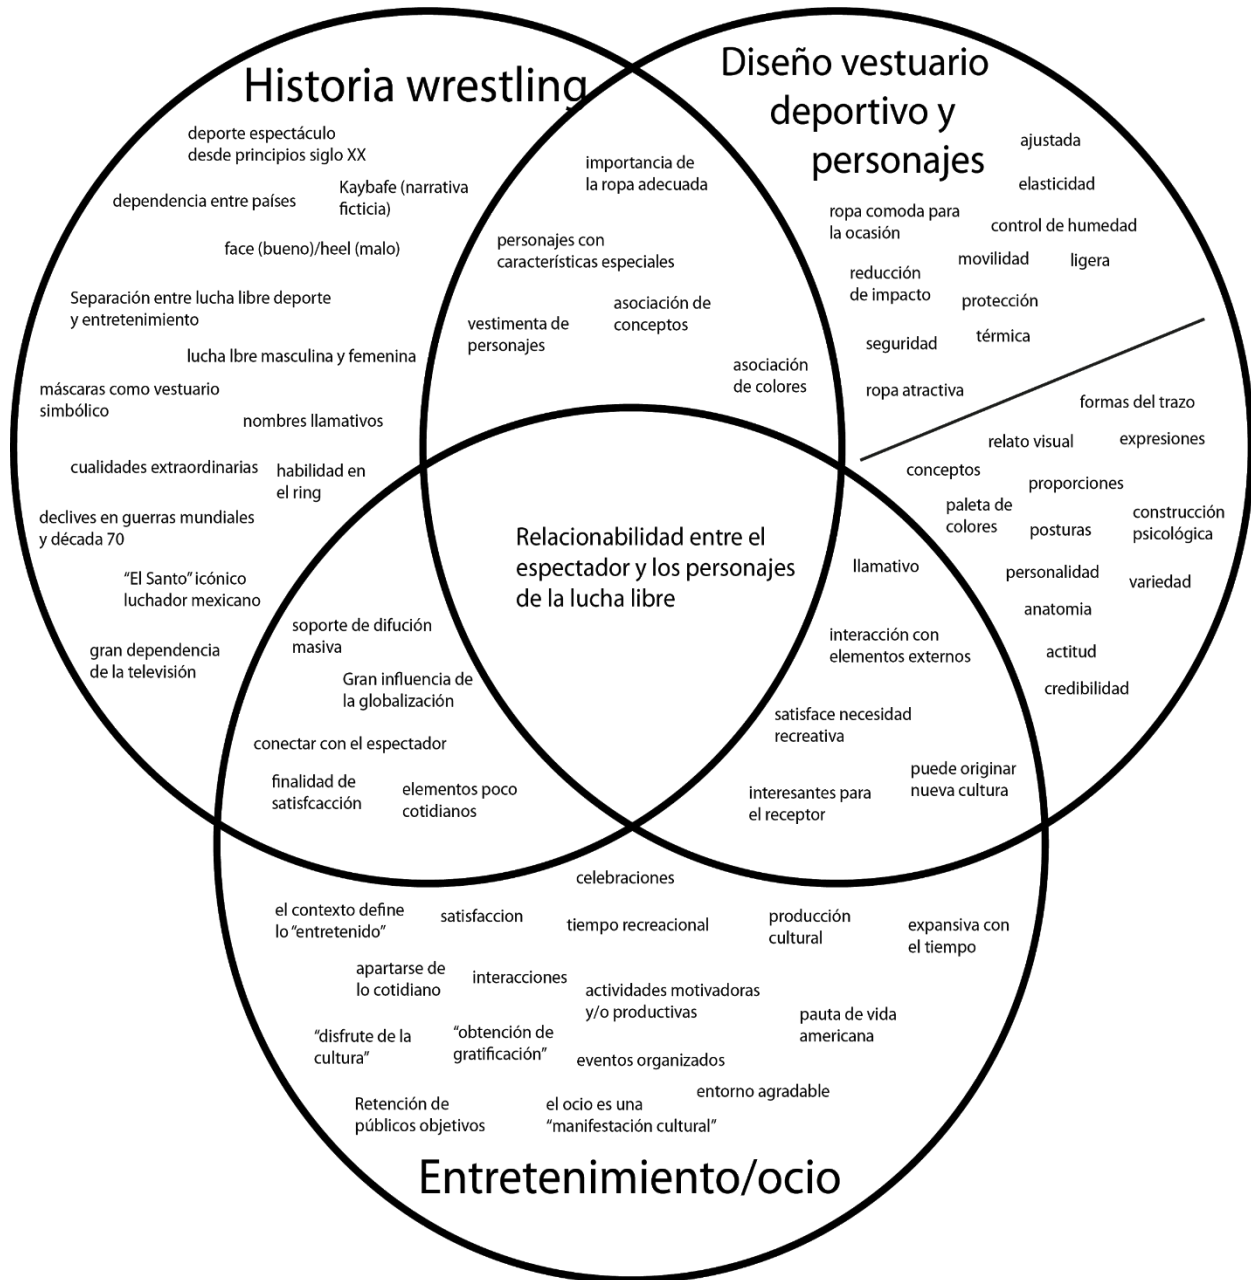 Historia wrestling
deporte espectáculo
desde principios siglo XX
dependencia entre países
Kaybafe (narrativa
ficticia)
face (bueno)/heel (malo)
Separación entre lucha libre deporte
y entretenimiento
lucha lbre masculina y femenina
máscaras como vestuario
simbólico
nombres llamativos
cualidades extraordinarias
habilidad en
el ring
declives en guerras mundiales
y década 70
“El Santo” icónico
luchador mexicano
gran dependencia
de la televisión
importancia de
la ropa adecuada
personajes con
características especiales
asociación de
conceptos
vestimenta de
personajes
asociación
de colores
Diseño vestuario
deportivo y
personajes
ajustada
elasticidad
ropa comoda para
la ocasión
control de humedad
movilidad
ligera
reducción
de impacto
protección
seguridad
térmica
ropa atractiva
formas del trazo
relato visual
expresiones
conceptos
proporciones
paleta de
colores
posturas
construcción
psicológica
personalidad
variedad
anatomia
actitud
credibilidad
Relacionabilidad entre el
espectador y los personajes
de la lucha libre
soporte de difución
masiva
Gran influencia de
la globalización
conectar con el espectador
finalidad de
satisfcacción
elementos poco
cotidianos
llamativo
interacción con
elementos externos
satisface necesidad
recreativa
puede originar
nueva cultura
interesantes para
el receptor
celebraciones
el contexto define
lo “entretenido”
satisfaccion
tiempo recreacional
producción
cultural
expansiva con
el tiempo
apartarse de
lo cotidiano
interacciones
actividades motivadoras
y/o productivas
pauta de vida
americana
“disfrute de la
cultura”
“obtención de
gratificación”
eventos organizados
entorno agradable
Retención de
públicos objetivos
el ocio es una
“manifestación cultural”
Entretenimiento/ocio